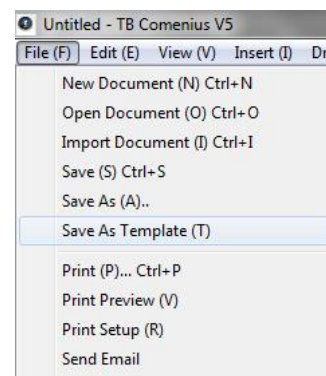 Untitled - TB Comenius V5
File (F) Edit (E) View (V) Insert (I)
New Document (N) Ctrl+N
Open Document (O) Ctrl+O
Import Document (I) Ctrl+I
Save (S) Ctrl+S
Save As (A)..
Save As Template (T)
Print (P)... Ctrl+P
Print Preview (V)
Print Setup (R)
Send Email